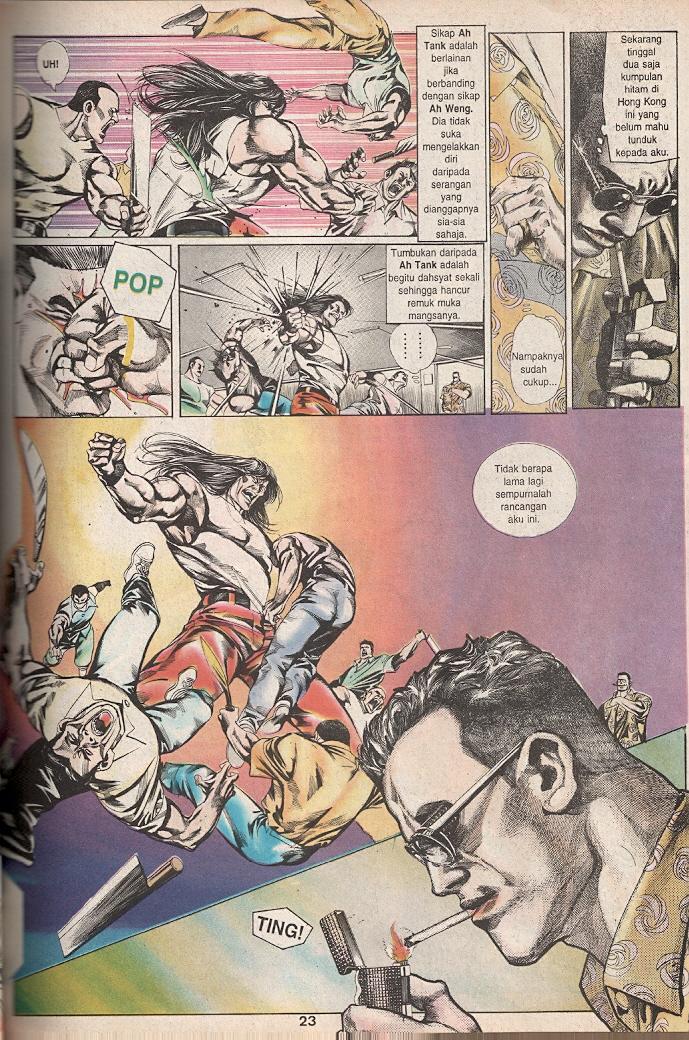 UH!
Sikap Ah
Tank adalah
berlainan
jika
berbanding
dengan sikap
Ah Weng.
Dia tidak
suka
mengelakkan
diri
daripada
serangan
yang
dianggapnya
sia-sia
sahaja.
Sekarang
tinggal
dua saja
kumpulan
hitam di
Hong Kong
ini yang
belum mahu
tunduk
kepada aku.
POP
Tumbukan daripada
Ah Tank adalah
begitu dahsyat sekali
sehingga hancur
remuk muka
mangsanya.
Nampaknya
sudah
cukup...
Tidak berapa
lama lagi
sempurnalah
rancangan
aku ini.
TING!
23